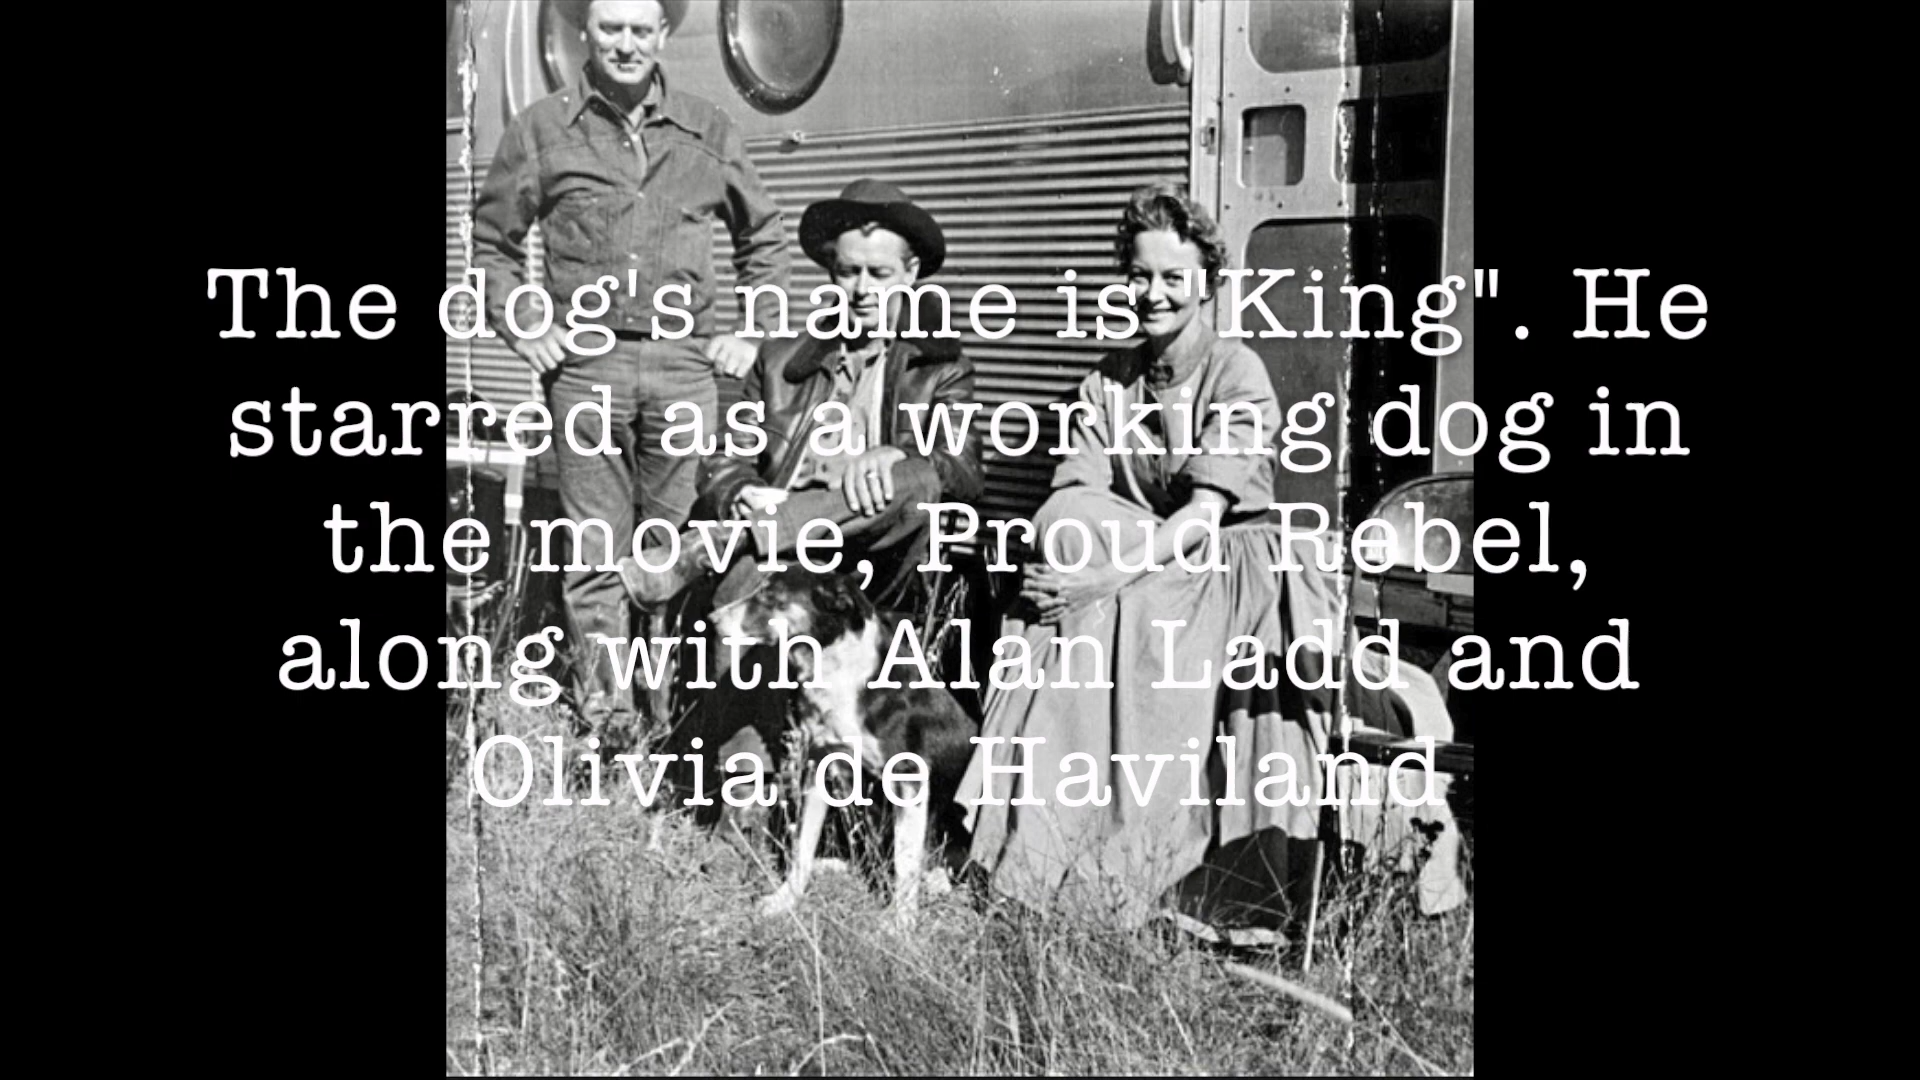 The dog's name is "King". He
starred as a working dog in
the movie, Proud Rebel,
along with Alan Ladd and
Olivia de Haviland